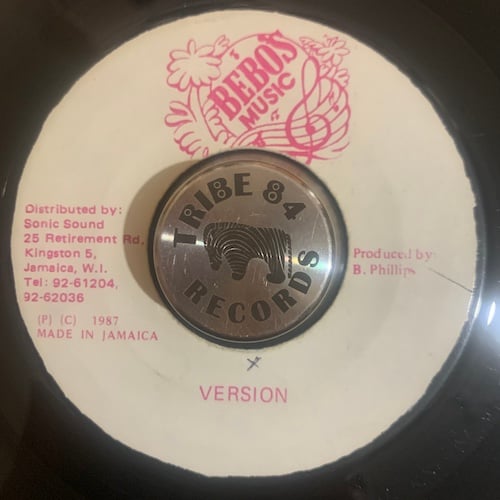 BEBO'S
MUSIC
Distributed by:
Sonic Sound
25 Retirement Rd.
Kingston 5,
Jamaica, W.I.
Tel: 92-61204,
92-62036
(P) (C) 1987
MADE IN JAMAICA
TRIBE 84
RECORDS
Produced by:
B. Phillips
x
VERSION